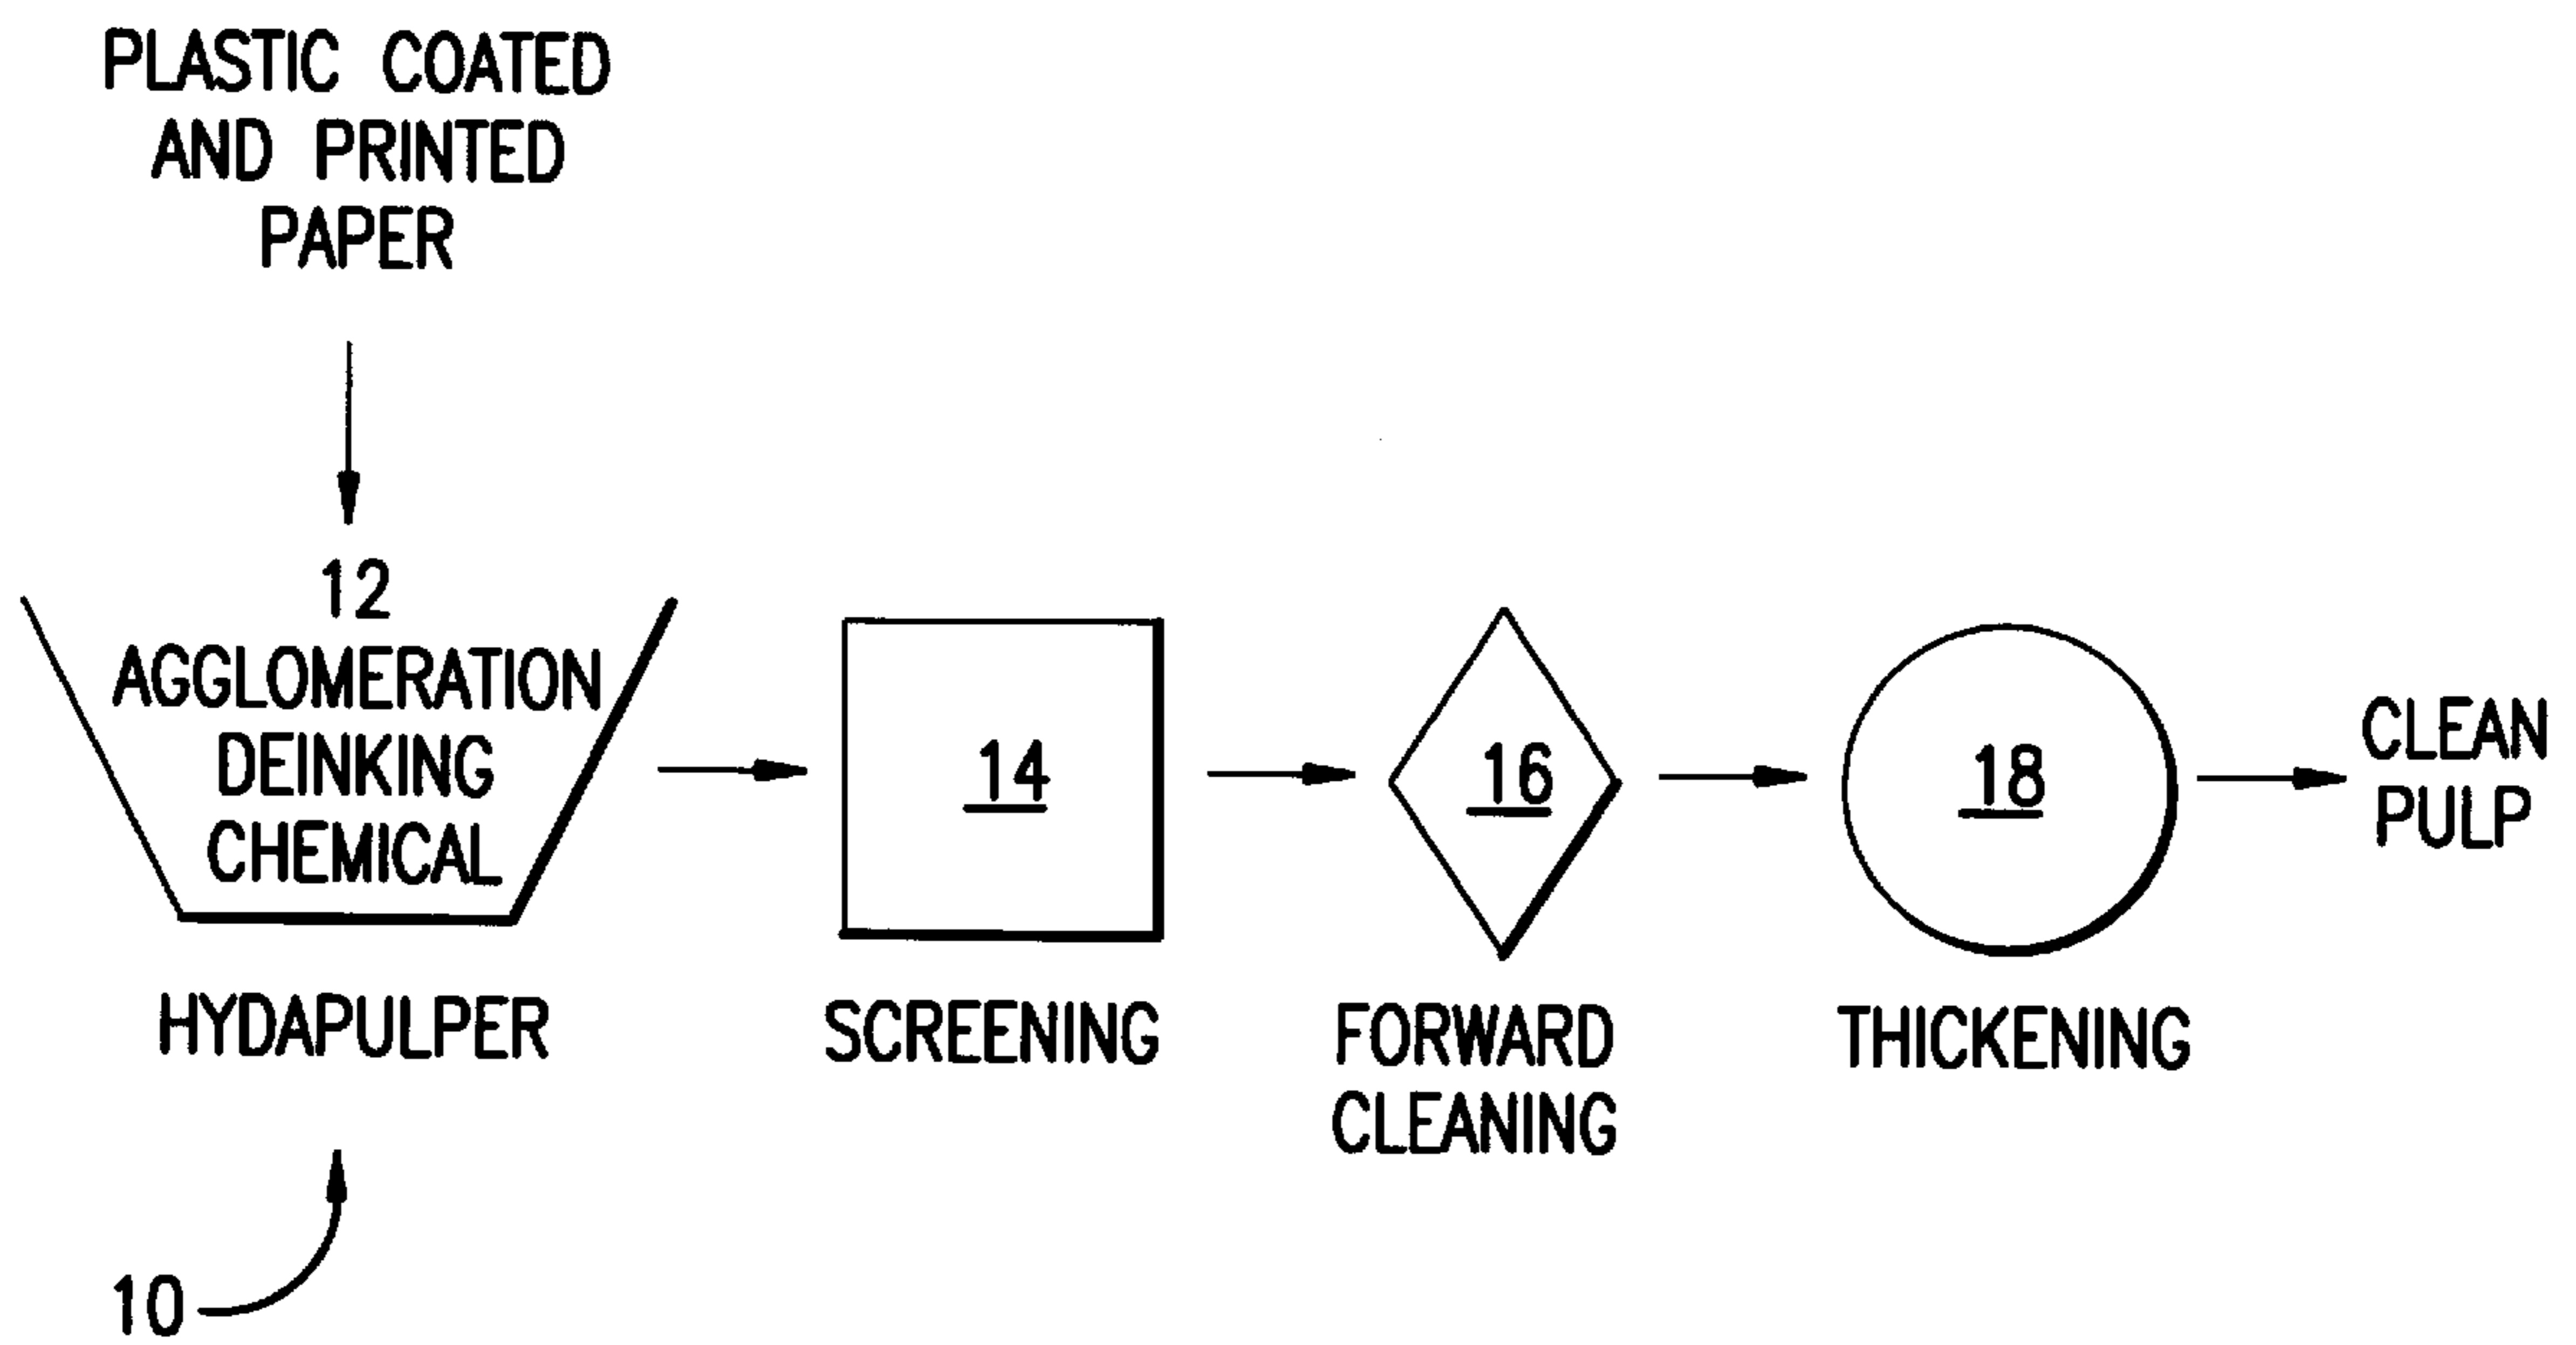 PLASTIC COATED
AND PRINTED
PAPER
12
AGGLOMERATION
DEINKING
CHEMICAL
HYDAPULPER
10
14
SCREENING
16
FORWARD
CLEANING
18
THICKENING
CLEAN
PULP